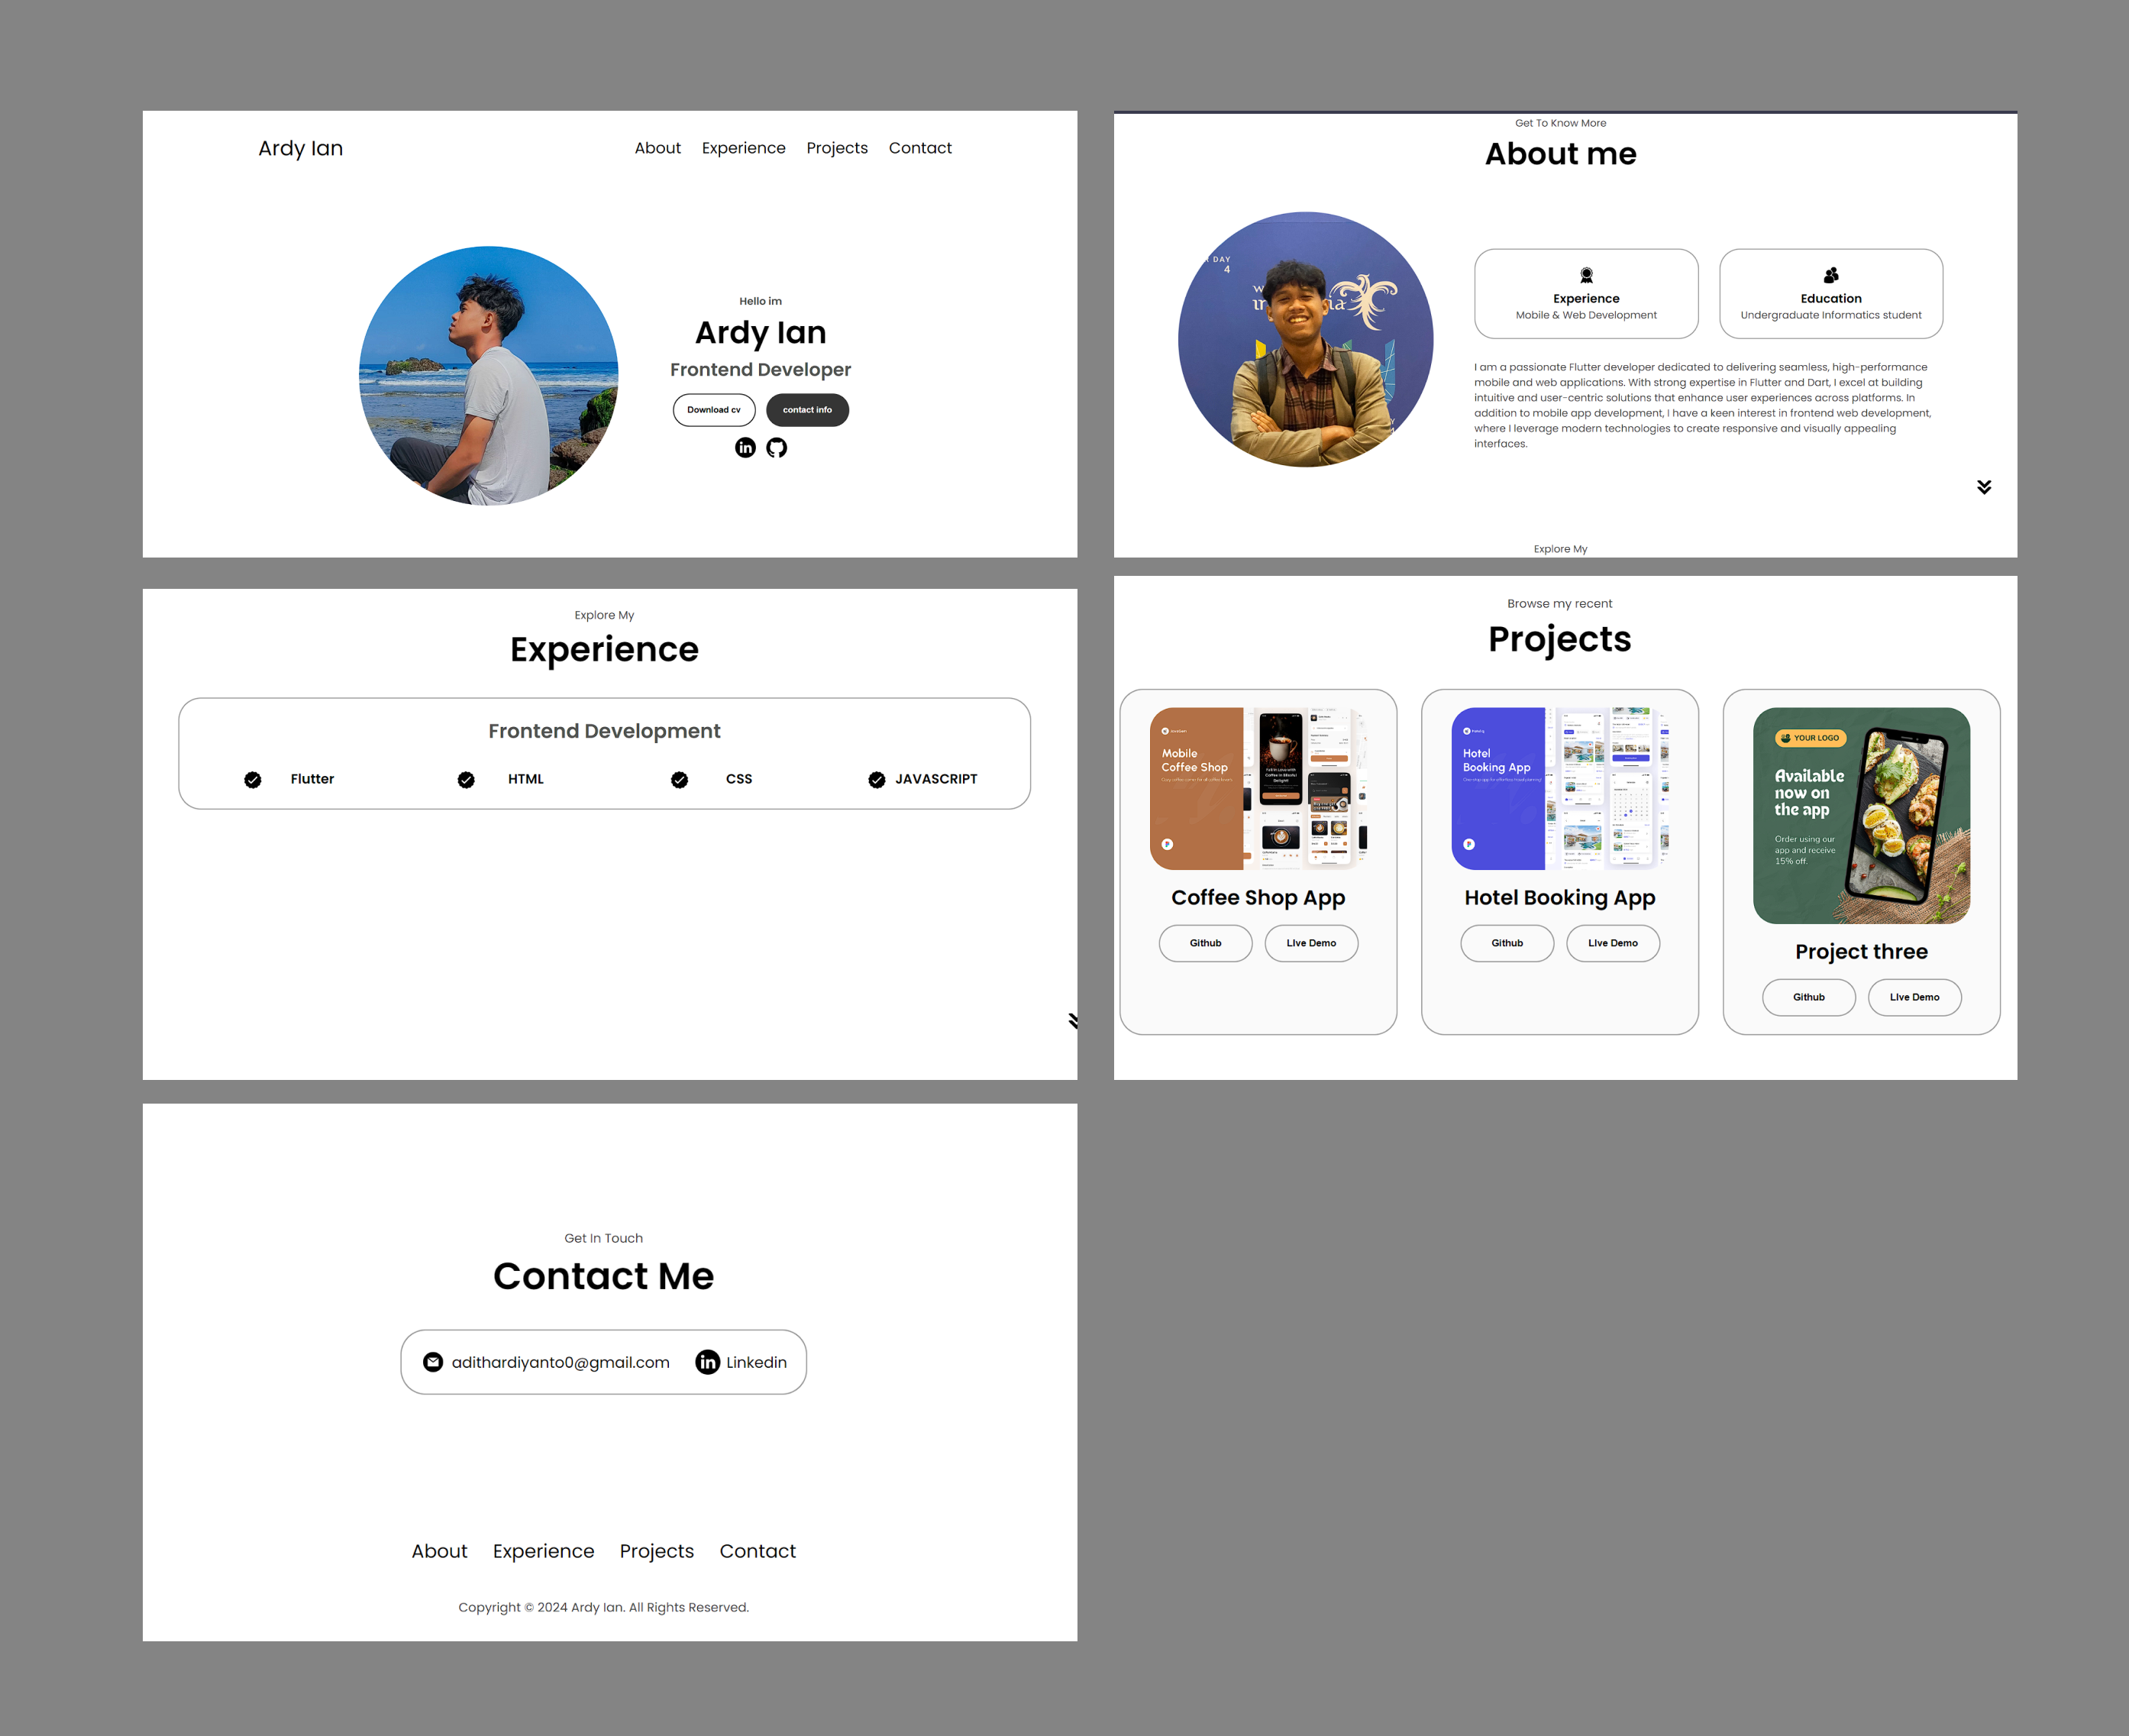 Ardy Ian
About Experience Projects Contact
Hello im
Ardy Ian
Frontend Developer
Download cv contact info
in
Get To Know More
About me
DAY
4
Experience
Mobile & Web Development
Education
Undergraduate Informatics student
I am a passionate Flutter developer dedicated to delivering seamless, high-performance
mobile and web applications. With strong expertise in Flutter and Dart, I excel at building
intuitive and user-centric solutions that enhance user experiences across platforms. In
addition to mobile app development, I have a keen interest in frontend web development,
where I leverage modern technologies to create responsive and visually appealing
interfaces.
Explore My
Explore My
Experience
Frontend Development
Flutter HTML CSS JAVASCRIPT
Browse my recent
Projects
Mobile
Coffee Shop
Coffee Shop App
Github LIve Demo
Hotel
Booking App
Hotel Booking App
Github LIve Demo
YOUR LOGO
Available
now on
the app
Order using our
app and receive
15% off.
Project three
Github LIve Demo
Get In Touch
Contact Me
adithardiyanto0@gmail.com in Linkedin
About Experience Projects Contact
Copyright © 2024 Ardy Ian. All Rights Reserved.